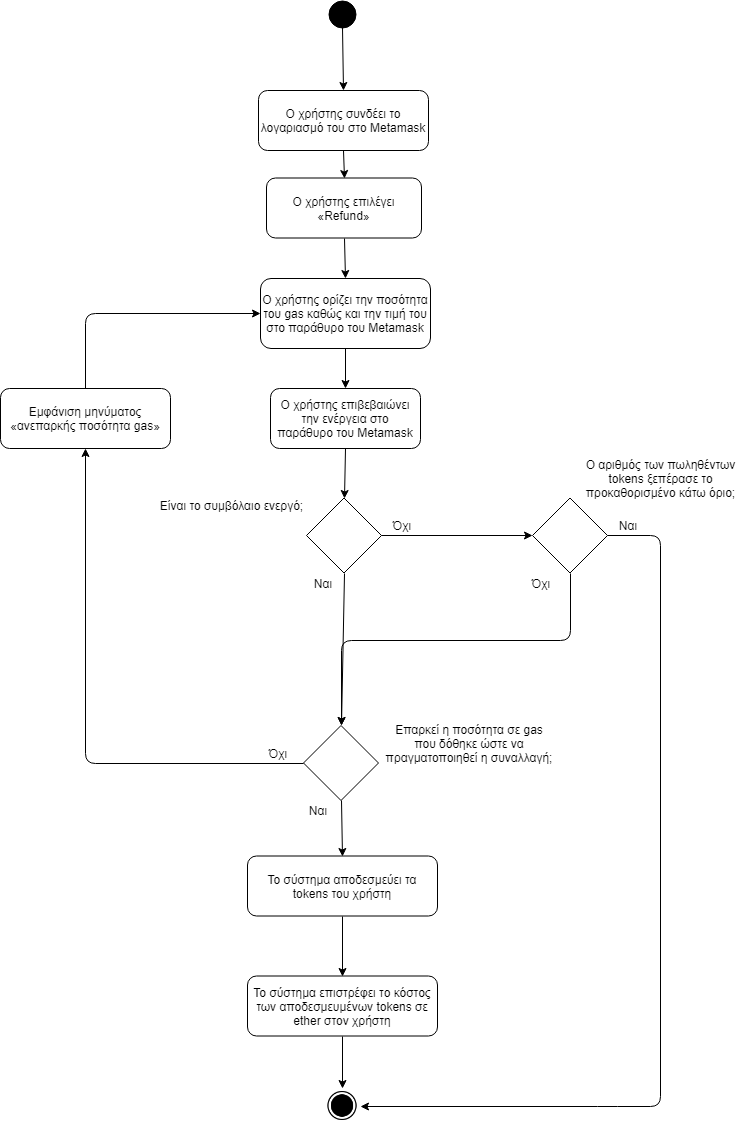 Ο χρήστης συνδέει το
λογαριασμό του στο Metamask
Ο χρήστης επιλέγει
«Refund»
Ο χρήστης ορίζει την ποσότητα
του gas καθώς και την τιμή του
στο παράθυρο του Metamask
Εμφάνιση μηνύματος
«ανεπαρκής ποσότητα gas»
Ο χρήστης επιβεβαιώνει
την ενέργεια στο
παράθυρο του Metamask
Ο αριθμός των πωληθέντων
tokens ξεπέρασε το
προκαθορισμένο κάτω όριο;
Είναι το συμβόλαιο ενεργό;
Όχι
Ναι
Ναι
Όχι
Επαρκεί η ποσότητα σε gas
που δόθηκε ώστε να
πραγματοποιηθεί η συναλλαγή;
Όχι
Ναι
Το σύστημα αποδεσμεύει τα
tokens του χρήστη
Το σύστημα επιστρέφει το κόστος
των αποδεσμευμένων tokens σε
ether στον χρήστη